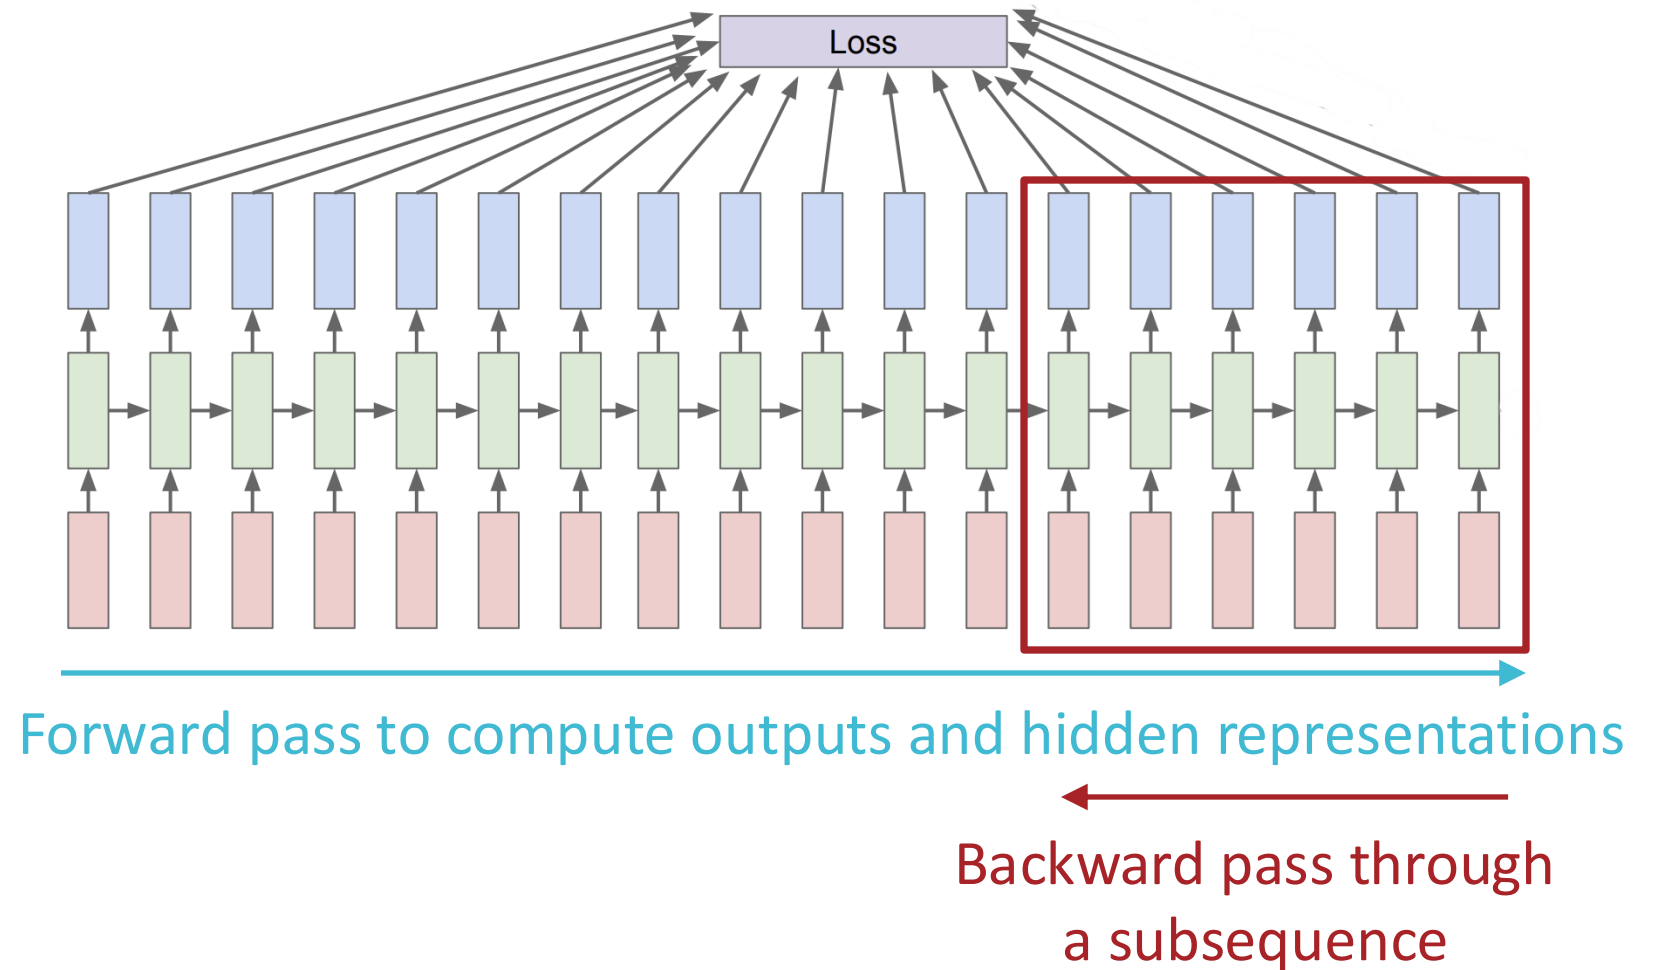 Loss
Forward pass to compute outputs and hidden representations
Backward pass through
a subsequence